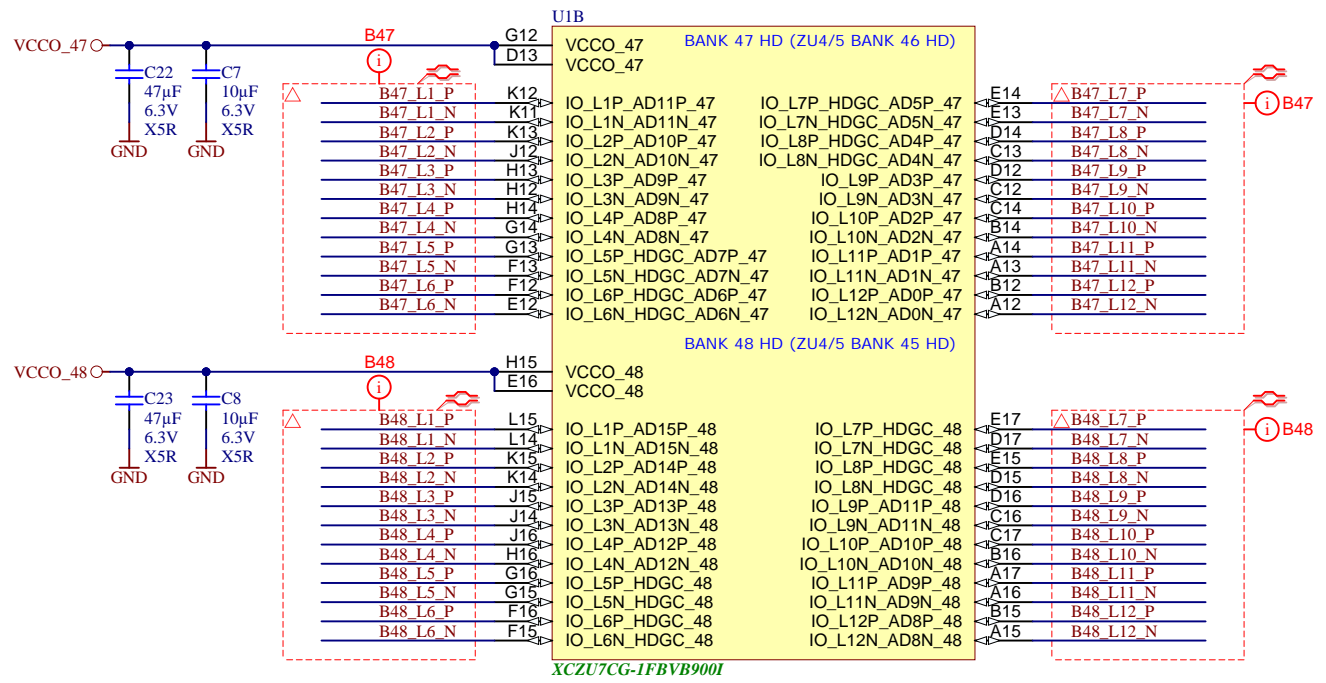 U1B
BANK 47 HD (ZU4/5 BANK 46 HD)
VCCO_47
G12 VCCO_47
D13 VCCO_47
C22 47µF 6.3V X5R GND
C7 10µF 6.3V X5R GND
B47 i
B47_L1_P K12 IO_L1P_AD11P_47
B47_L1_N K11 IO_L1N_AD11N_47
B47_L2_P K13 IO_L2P_AD10P_47
B47_L2_N J12 IO_L2N_AD10N_47
B47_L3_P H13 IO_L3P_AD9P_47
B47_L3_N H12 IO_L3N_AD9N_47
B47_L4_P H14 IO_L4P_AD8P_47
B47_L4_N G14 IO_L4N_AD8N_47
B47_L5_P G13 IO_L5P_HDGC_AD7P_47
B47_L5_N F13 IO_L5N_HDGC_AD7N_47
B47_L6_P F12 IO_L6P_HDGC_AD6P_47
B47_L6_N E12 IO_L6N_HDGC_AD6N_47
IO_L7P_HDGC_AD5P_47 E14 B47_L7_P
IO_L7N_HDGC_AD5N_47 E13 B47_L7_N
IO_L8P_HDGC_AD4P_47 D14 B47_L8_P
IO_L8N_HDGC_AD4N_47 C13 B47_L8_N
IO_L9P_AD3P_47 D12 B47_L9_P
IO_L9N_AD3N_47 C12 B47_L9_N
IO_L10P_AD2P_47 C14 B47_L10_P
IO_L10N_AD2N_47 B14 B47_L10_N
IO_L11P_AD1P_47 A14 B47_L11_P
IO_L11N_AD1N_47 A13 B47_L11_N
IO_L12P_AD0P_47 B12 B47_L12_P
IO_L12N_AD0N_47 A12 B47_L12_N
i B47
BANK 48 HD (ZU4/5 BANK 45 HD)
VCCO_48
H15 VCCO_48
E16 VCCO_48
C23 47µF 6.3V X5R GND
C8 10µF 6.3V X5R GND
B48 i
B48_L1_P L15 IO_L1P_AD15P_48
B48_L1_N L14 IO_L1N_AD15N_48
B48_L2_P K15 IO_L2P_AD14P_48
B48_L2_N K14 IO_L2N_AD14N_48
B48_L3_P J15 IO_L3P_AD13P_48
B48_L3_N J14 IO_L3N_AD13N_48
B48_L4_P J16 IO_L4P_AD12P_48
B48_L4_N H16 IO_L4N_AD12N_48
B48_L5_P G16 IO_L5P_HDGC_48
B48_L5_N G15 IO_L5N_HDGC_48
B48_L6_P F16 IO_L6P_HDGC_48
B48_L6_N F15 IO_L6N_HDGC_48
IO_L7P_HDGC_48 E17 B48_L7_P
IO_L7N_HDGC_48 D17 B48_L7_N
IO_L8P_HDGC_48 E15 B48_L8_P
IO_L8N_HDGC_48 D15 B48_L8_N
IO_L9P_AD11P_48 D16 B48_L9_P
IO_L9N_AD11N_48 C16 B48_L9_N
IO_L10P_AD10P_48 C17 B48_L10_P
IO_L10N_AD10N_48 B16 B48_L10_N
IO_L11P_AD9P_48 A17 B48_L11_P
IO_L11N_AD9N_48 A16 B48_L11_N
IO_L12P_AD8P_48 B15 B48_L12_P
IO_L12N_AD8N_48 A15 B48_L12_N
i B48
XCZU7CG-1FBVB900I